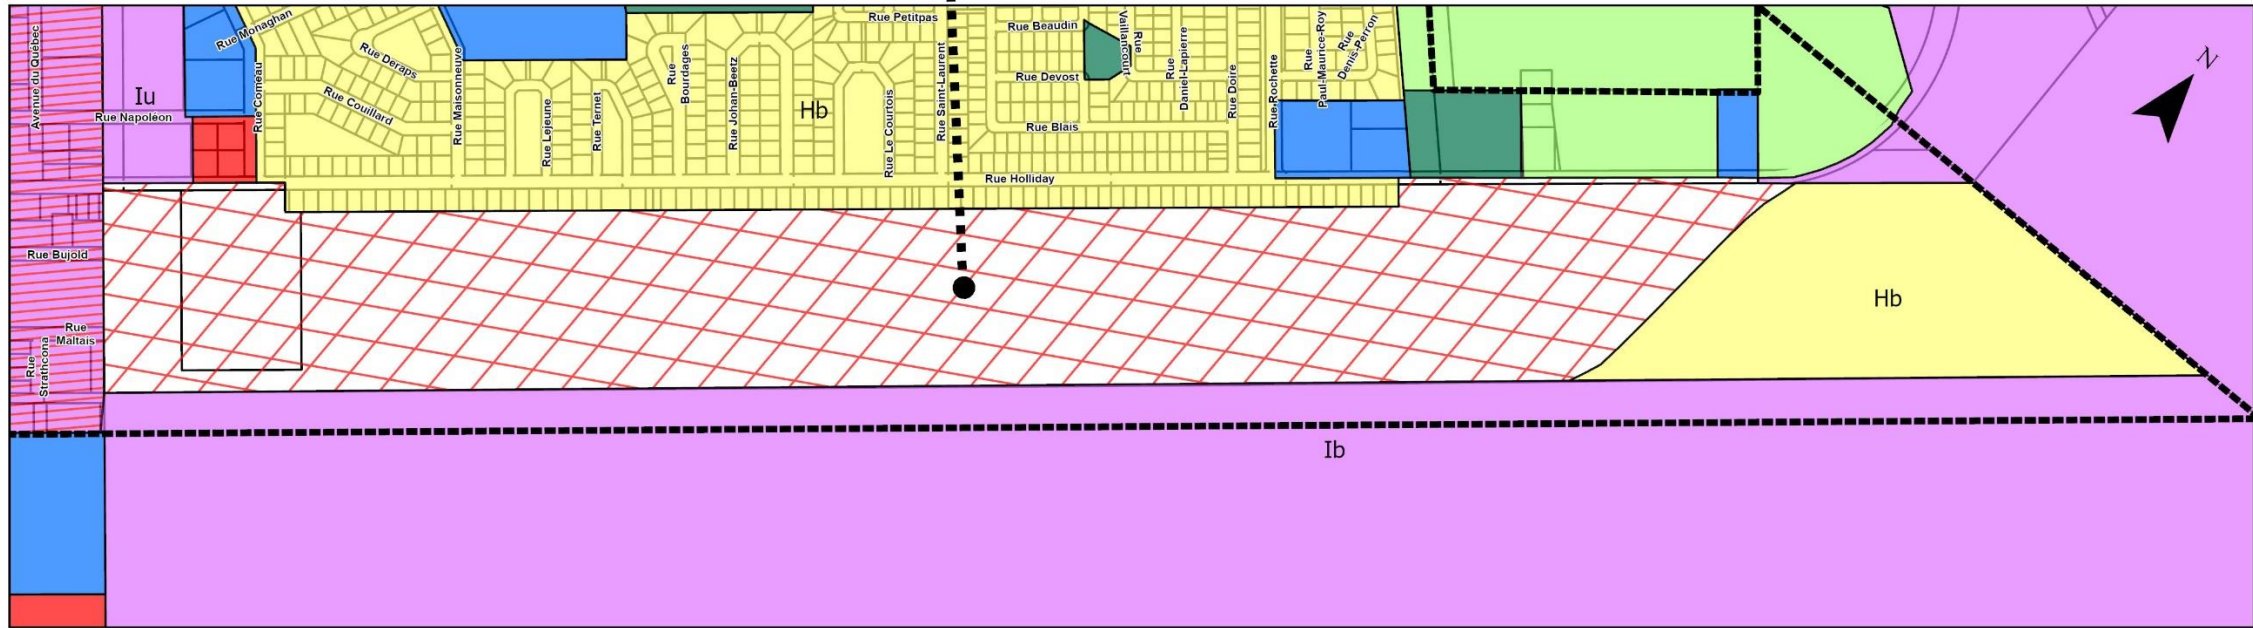 Rue Monaghan
Rue Petitpas
Rue Beaudin
Rue
Vaillancourt
Rue
Daniel-Lapierre
Rue
Paul-Maurice-Roy
Rue
Denis-Perron
N
Avenue du Québec
Iu
Rue Napoléon
Rue Comeau
Rue Deraps
Rue Couillard
Rue Maisonneuve
Rue Lejeune
Rue Ternet
Rue
Bourdages
Rue Johan-Beetz
Hb
Rue Le Courtois
Rue Saint-Laurent
Rue Devost
Rue Blais
Rue Doire
Rue Rochette
Rue Holliday
Rue Bujold
Hb
Rue
Maltais
Rue
Strathcona
Ib